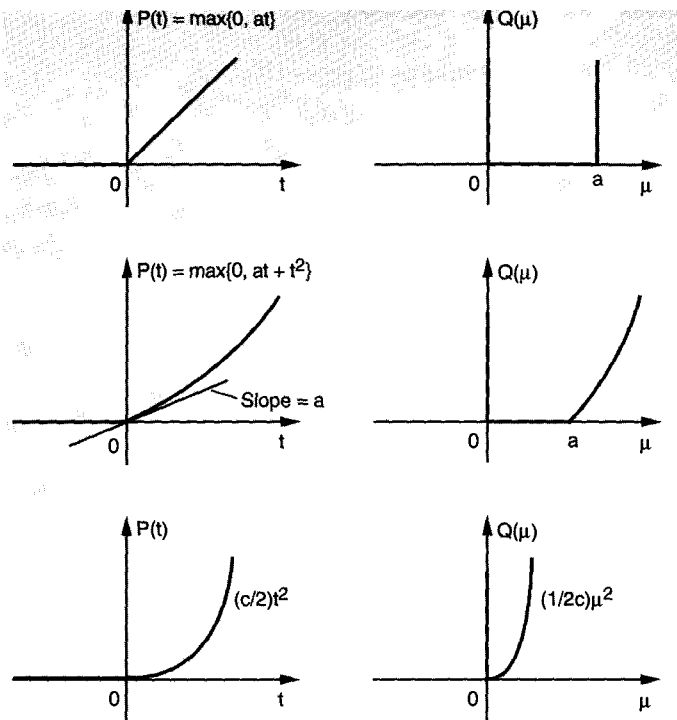 P(t) = max{0, at}
Q(μ)
0
t
0
a
μ
P(t) = max{0, at + t²}
Q(μ)
Slope = a
0
t
0
a
μ
P(t)
Q(μ)
(c/2)t²
(1/2c)μ²
0
t
0
μ